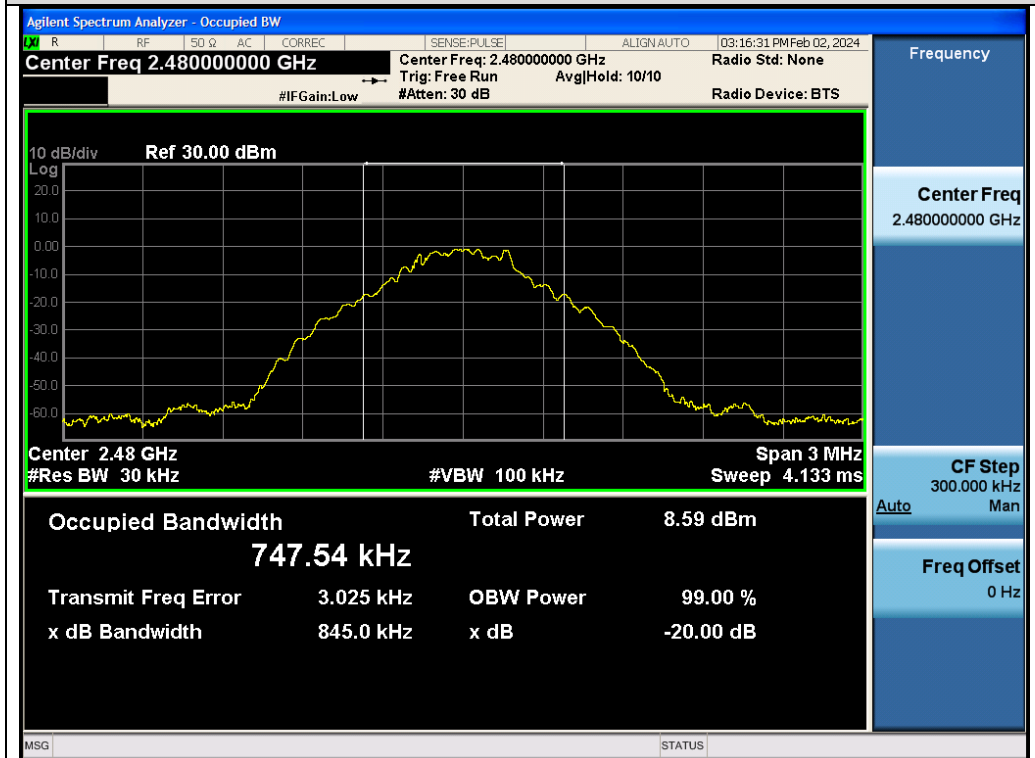 Agilent Spectrum Analyzer - Occupied BW
LXI R RF 50 Ω AC CORREC SENSE:PULSE ALIGN AUTO 03:16:31 PM Feb 02, 2024
Center Freq 2.480000000 GHz
Center Freq: 2.480000000 GHz Radio Std: None
Trig: Free Run Avg|Hold: 10/10
#IFGain:Low #Atten: 30 dB Radio Device: BTS
10 dB/div Ref 30.00 dBm
Log
20.0
10.0
0.00
-10.0
-20.0
-30.0
-40.0
-50.0
-60.0
Center 2.48 GHz Span 3 MHz
#Res BW 30 kHz #VBW 100 kHz Sweep 4.133 ms
Occupied Bandwidth Total Power 8.59 dBm
747.54 kHz
Transmit Freq Error 3.025 kHz OBW Power 99.00 %
x dB Bandwidth 845.0 kHz x dB -20.00 dB
Frequency
Center Freq
2.480000000 GHz
CF Step
300.000 kHz
Auto Man
Freq Offset
0 Hz
MSG STATUS